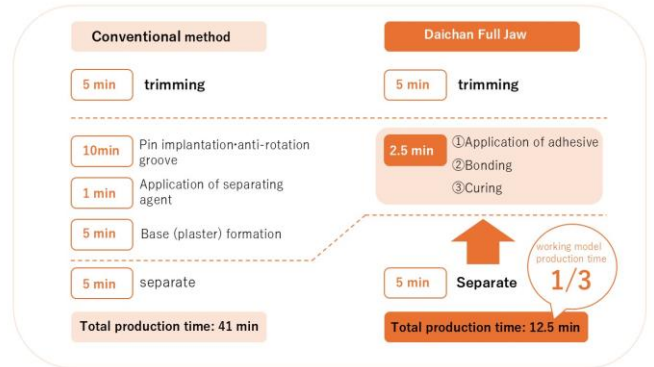 Conventional method
5 min trimming
10min Pin implantation・anti-rotation
groove
1 min Application of separating
agent
5 min Base (plaster) formation
5 min separate
Total production time: 41 min
Daichan Full Jaw
5 min trimming
2.5 min ①Application of adhesive
②Bonding
③Curing
5 min Separate
working model
production time
1/3
Total production time: 12.5 min